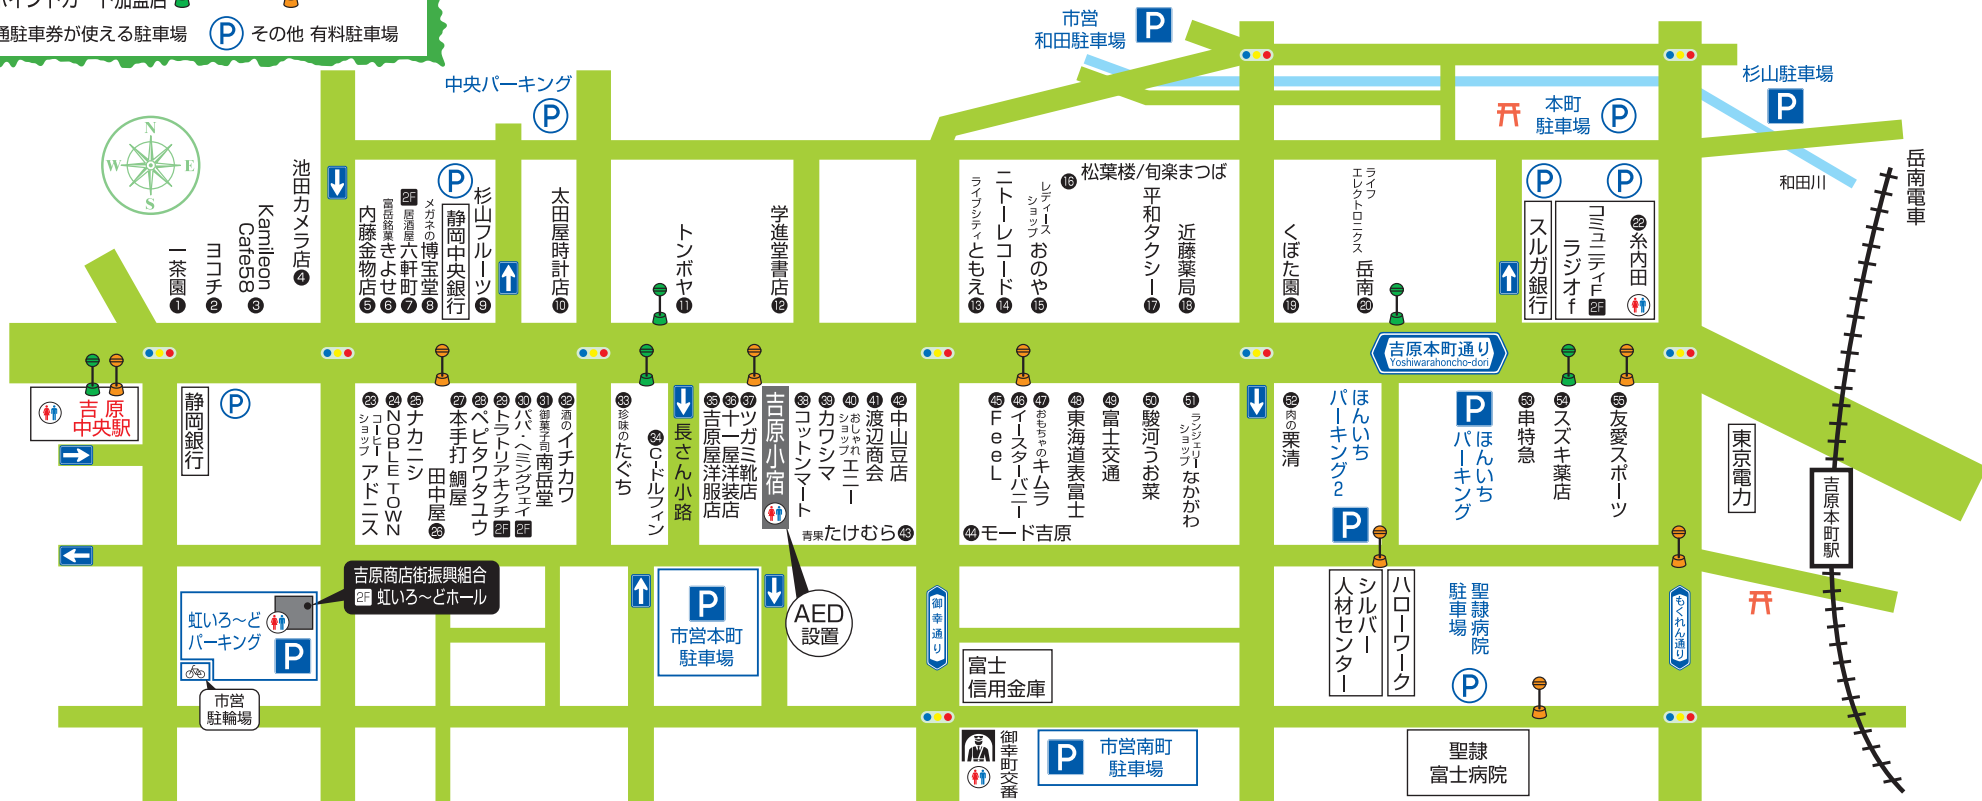 通駐車券が使える駐車場
P その他 有料駐車場
中央パーキング
P
市営
和田駐車場
P
杉山駐車場
P
本町
駐車場
P
和田川
岳南電車
N
W E
S
一茶園 1
ヨコチ 2
Kamileon
Cafe58 3
池田カメラ店 4
内藤金物店 5
富岳銘菓 きよせ 6
2F 居酒屋 六軒町 7
メガネの 博宝堂 8
P
静岡中央銀行
杉山フルーツ 9
太田屋時計店 10
トンボヤ 11
学進堂書店 12
ライブシティ ともえ 13
ニトーレコード 14
レディース
ショップ おのや 15
16 松葉楼/旬楽まつば
平和タクシー 17
近藤薬局 18
くぼた園 19
ライフ
エレクトロニクス 岳南 20
P
スルガ銀行
P
コミュニティF
ラジオf 2F
22 糸内田
吉原本町通り
Yoshiwarahoncho-dori
吉原
中央駅
静岡銀行
P
23 コーヒー
ショップ アドニス
24 NOBLE TOWN
25 ナカニシ
田中屋 26
27 本手打 鯛屋
28 ペピタワタユウ
29 トラトリアキクチ 2F
30 パパ・ヘミングウェイ 2F
31 御菓子司 南岳堂
32 酒の イチカワ
33 珍味の たぐち
34 C-ドルフィン
長さん小路
35 吉原屋洋服店
36 十一屋洋装店
37 ツガミ靴店
吉原小宿
38 コットンマート
39 カワシマ
40 おしゃれ
ショップ エニー
41 渡辺商会
42 中山豆店
青果 たけむら 43
44 モード吉原
45 FeeL
46 イースターバニー
47 おもちゃの キムラ
48 東海道表富士
49 富士交通
50 駿河うお菜
51 ランジェリー
ショップ なかがわ
52 肉の 栗清
ほんいち
パーキング2
P
P
ほんいち
パーキング
53 串特急
54 スズキ薬店
55 友愛スポーツ
東京電力
吉原本町駅
吉原商店街振興組合
2F 虹いろ〜どホール
虹いろ〜ど
パーキング
P
市営
駐輪場
P
市営本町
駐車場
AED
設置
御幸通り
富士
信用金庫
御幸町交番
P 市営南町
駐車場
シルバー
人材センター
ハローワーク
聖隷病院
駐車場
P
聖隷
富士病院
もくれん通り